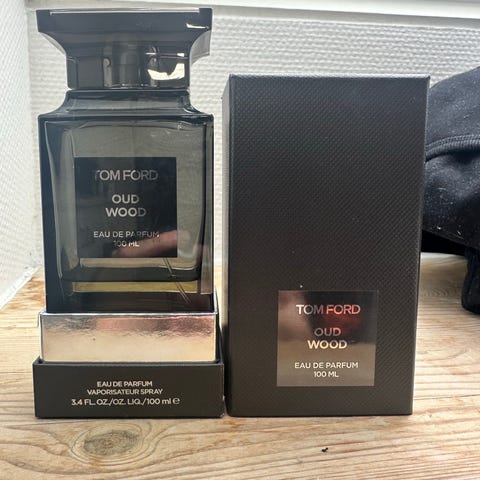 TOM FORD
OUD
WOOD
EAU DE PARFUM
100 ML
EAU DE PARFUM
VAPORISATEUR SPRAY
3.4 FL. OZ./OZ. LIQ./100 ml ℮
TOM FORD
OUD
WOOD
EAU DE PARFUM
100 ML